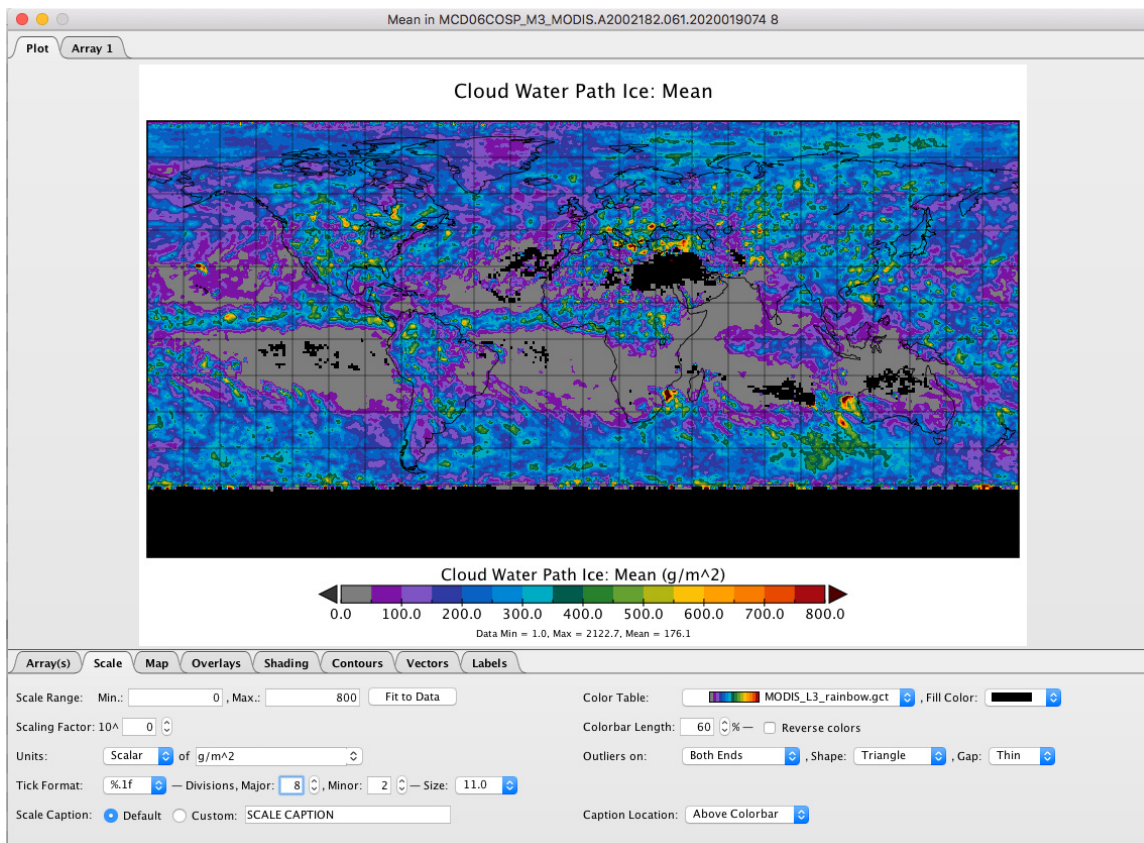 Mean in MCD06COSP_M3_MODIS.A2002182.061.2020019074 8
Plot Array 1
Cloud Water Path Ice: Mean
Cloud Water Path Ice: Mean (g/m^2)
0.0 100.0 200.0 300.0 400.0 500.0 600.0 700.0 800.0
Data Min = 1.0, Max = 2122.7, Mean = 176.1
Array(s) Scale Map Overlays Shading Contours Vectors Labels
Scale Range: Min.: 0 , Max.: 800 Fit to Data Color Table: MODIS_L3_rainbow.gct , Fill Color:
Scaling Factor: 10^ 0 Colorbar Length: 60 % — Reverse colors
Units: Scalar of g/m^2 Outliers on: Both Ends , Shape: Triangle , Gap: Thin
Tick Format: %.1f — Divisions, Major: 8 , Minor: 2 — Size: 11.0
Scale Caption: Default Custom: SCALE CAPTION Caption Location: Above Colorbar